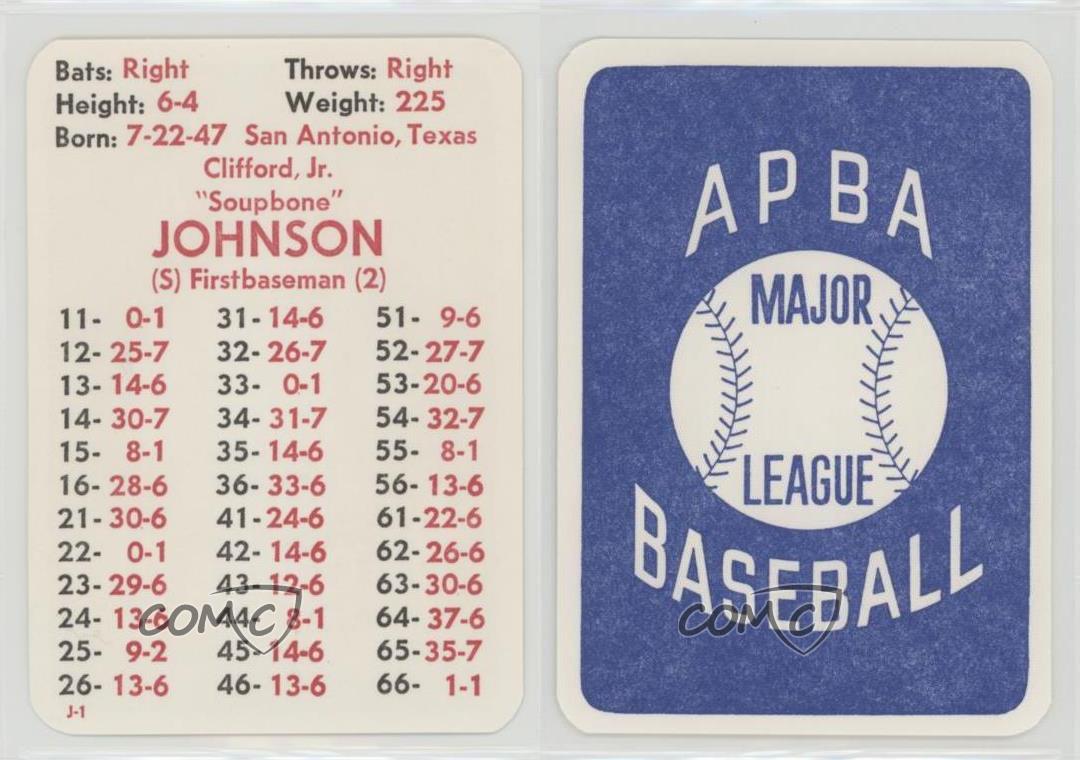 Bats: Right Throws: Right
Height: 6-4 Weight: 225
Born: 7-22-47 San Antonio, Texas
Clifford, Jr.
"Soupbone"
JOHNSON
(S) Firstbaseman (2)
11- 0-1 31- 14-6 51- 9-6
12- 25-7 32- 26-7 52- 27-7
13- 14-6 33- 0-1 53- 20-6
14- 30-7 34- 31-7 54- 32-7
15- 8-1 35- 14-6 55- 8-1
16- 28-6 36- 33-6 56- 13-6
21- 30-6 41- 24-6 61- 22-6
22- 0-1 42- 14-6 62- 26-6
23- 29-6 43- 12-6 63- 30-6
24- 13-6 44- 8-1 64- 37-6
25- 9-2 45- 14-6 65- 35-7
26- 13-6 46- 13-6 66- 1-1
J-1
COMC
APBA
MAJOR
LEAGUE
BASEBALL
COMC